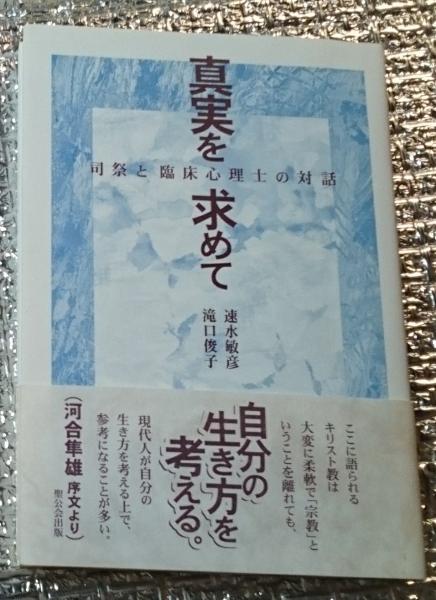 真実を求めて
司祭と臨床心理士の対話
速水敏彦
滝口俊子
ここに語られる
キリスト教は
大変に柔軟で「宗教」と
いうことを離れても、
自分の
生き方を
考える。
現代人が自分の
生き方を考える上で、
参考になることが多い。
(河合隼雄 序文より)
聖公会出版